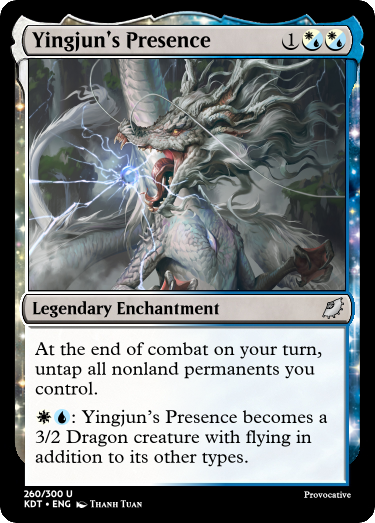 Yingjun's Presence 1
Legendary Enchantment
At the end of combat on your turn,
untap all nonland permanents you
control.
: Yingjun's Presence becomes a
3/2 Dragon creature with flying in
addition to its other types.
260/300 U
KDT • ENG Thanh Tuan
Provocative